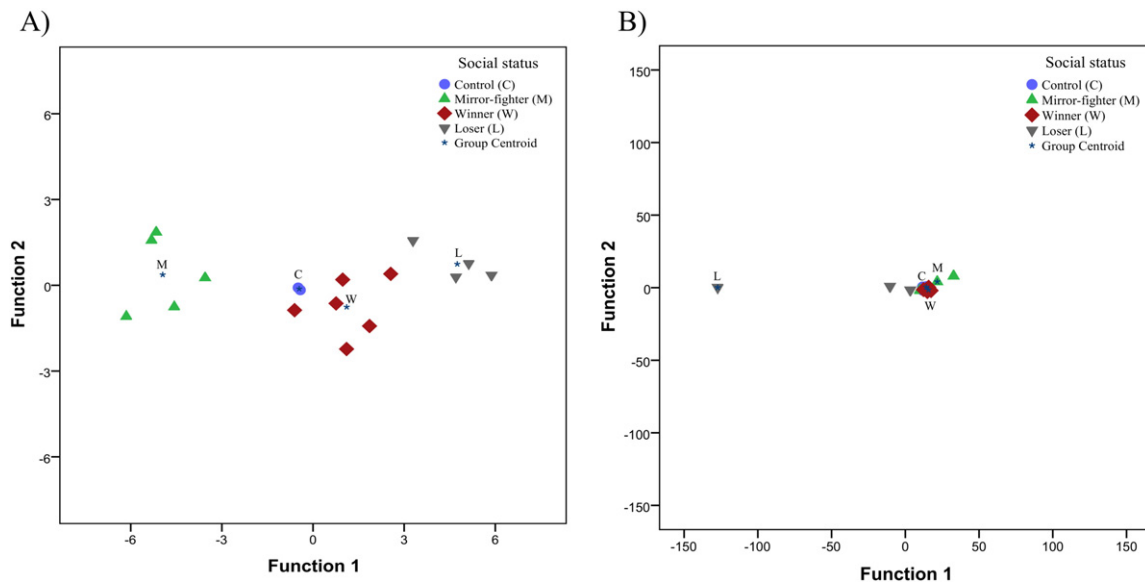 A)
Social status
Control (C)
Mirror-fighter (M)
Winner (W)
Loser (L)
Group Centroid
6
3
0
-3
-6
Function 2
M
C
W
L
-6
-3
0
3
6
Function 1
B)
Social status
Control (C)
Mirror-fighter (M)
Winner (W)
Loser (L)
Group Centroid
150
100
50
0
-50
-100
-150
Function 2
L
C
M
W
-150
-100
-50
0
50
100
150
Function 1